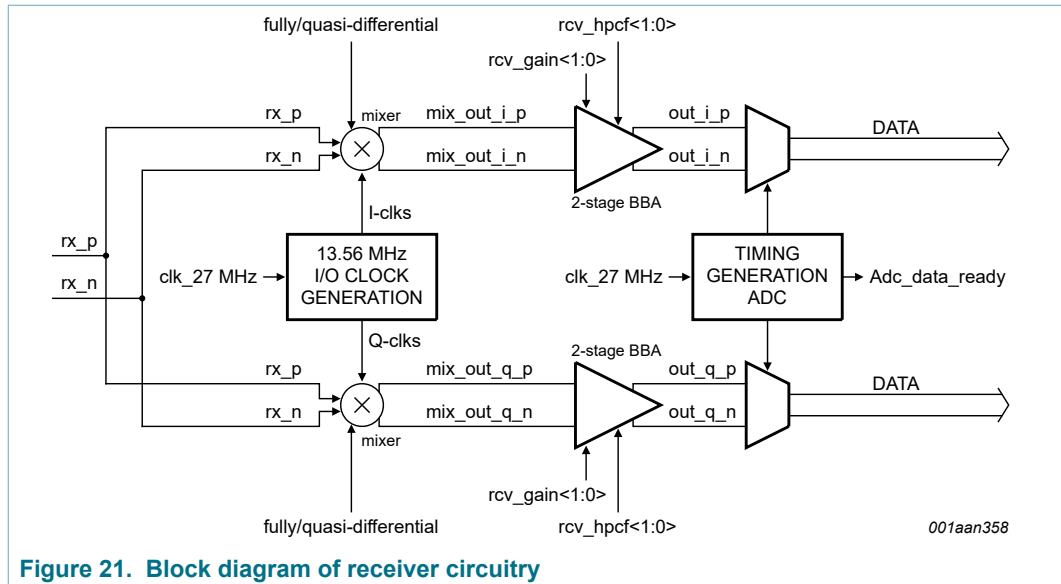 fully/quasi-differential
rcv_hpcf<1:0>
rcv_gain<1:0>
rx_p
mixer
mix_out_i_p
out_i_p
DATA
rx_n
mix_out_i_n
out_i_n
2-stage BBA
I-clks
rx_p
rx_n
clk_27 MHz
13.56 MHz
I/O CLOCK
GENERATION
clk_27 MHz
TIMING
GENERATION
ADC
Adc_data_ready
Q-clks
2-stage BBA
rx_p
mix_out_q_p
out_q_p
DATA
rx_n
mix_out_q_n
out_q_n
mixer
rcv_gain<1:0>
fully/quasi-differential
rcv_hpcf<1:0>
001aan358
Figure 21. Block diagram of receiver circuitry